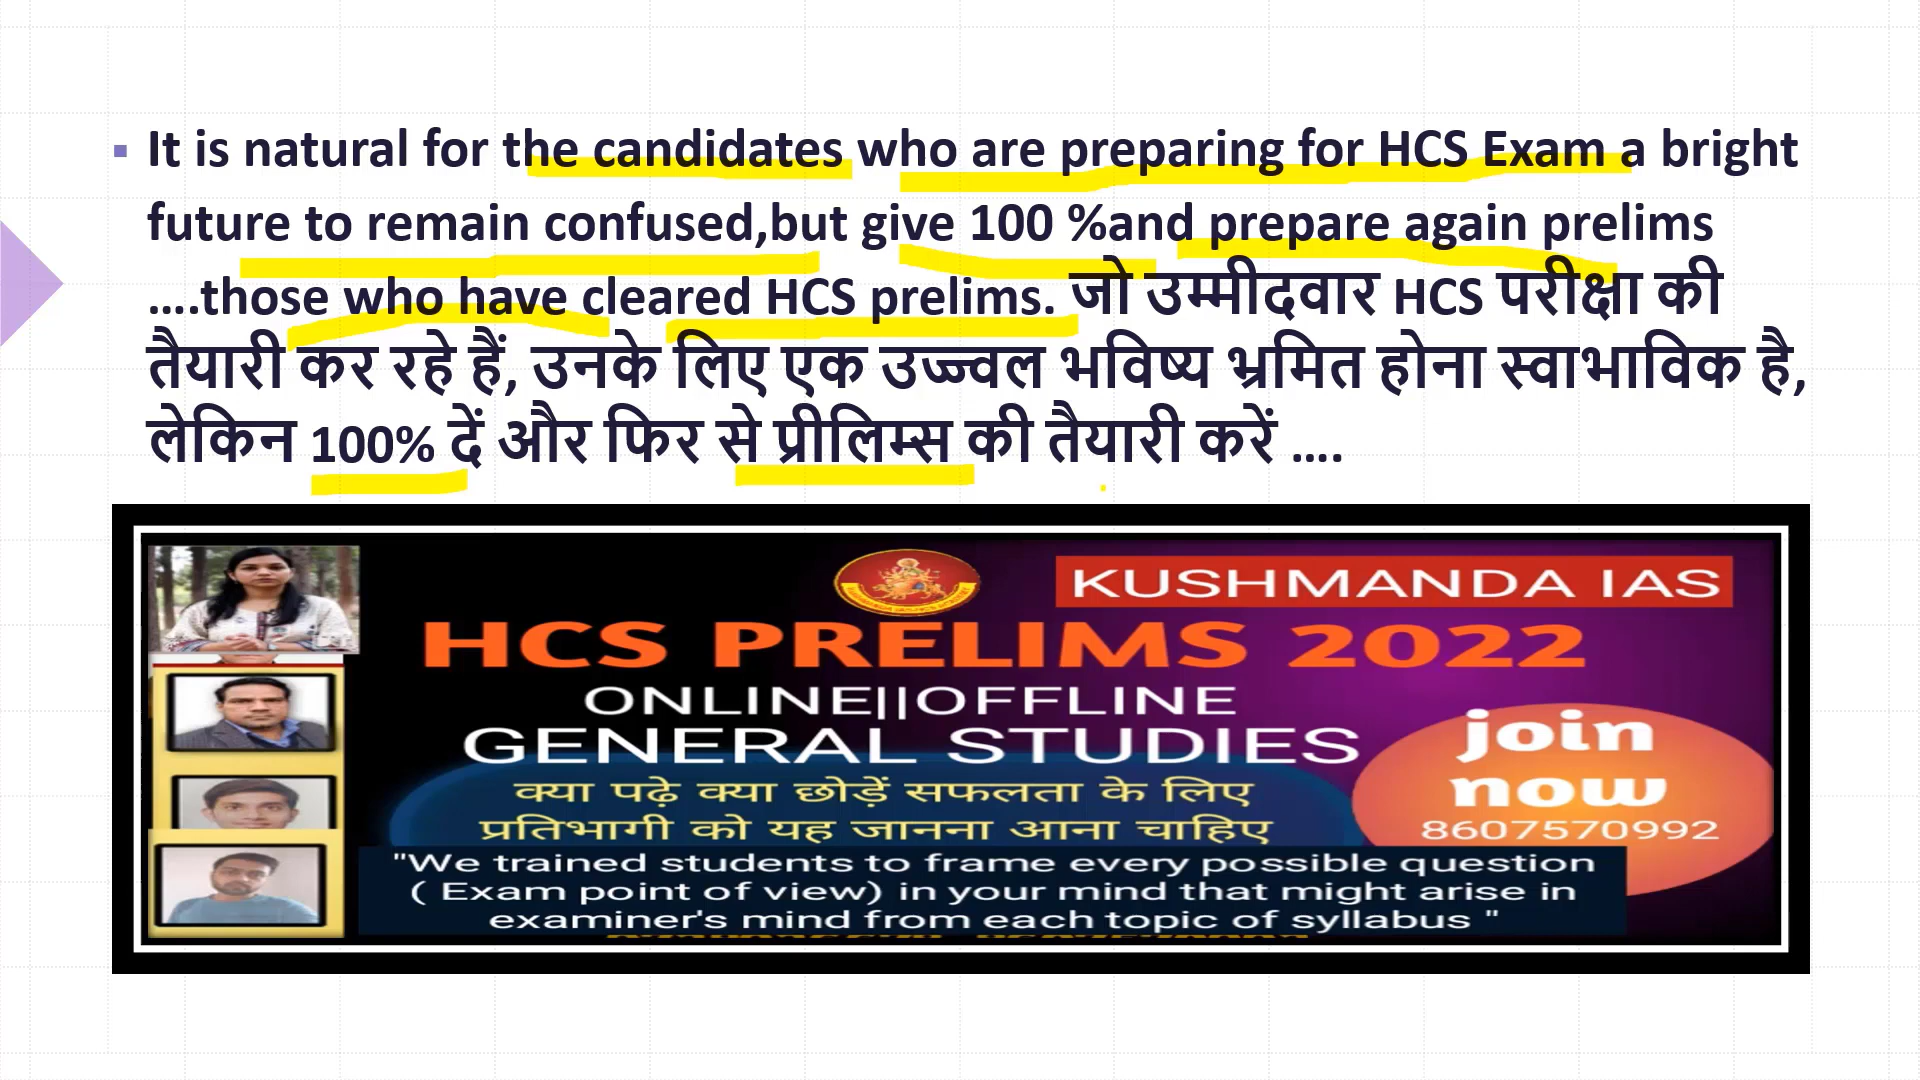 It is natural for the candidates who are preparing for HCS Exam a bright
future to remain confused,but give 100 %and prepare again prelims
....those who have cleared HCS prelims. जो उम्मीदवार HCS परीक्षा की
तैयारी कर रहे हैं, उनके लिए एक उज्ज्वल भविष्य भ्रमित होना स्वाभाविक है,
लेकिन 100% दें और फिर से प्रीलिम्स की तैयारी करें ....
KUSHMANDA IAS
HCS PRELIMS 2022
ONLINE||OFFLINE
GENERAL STUDIES
क्या पढ़े क्या छोड़ें सफलता के लिए
प्रतिभागी को यह जानना आना चाहिए
join
now
8607570992
"We trained students to frame every possible question
( Exam point of view) in your mind that might arise in
examiner's mind from each topic of syllabus "